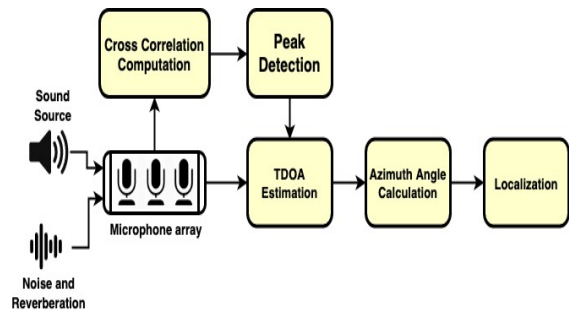 Cross Correlation
Computation
Peak
Detection
Sound
Source
Microphone array
TDOA
Estimation
Azimuth Angle
Calculation
Localization
Noise and
Reverberation